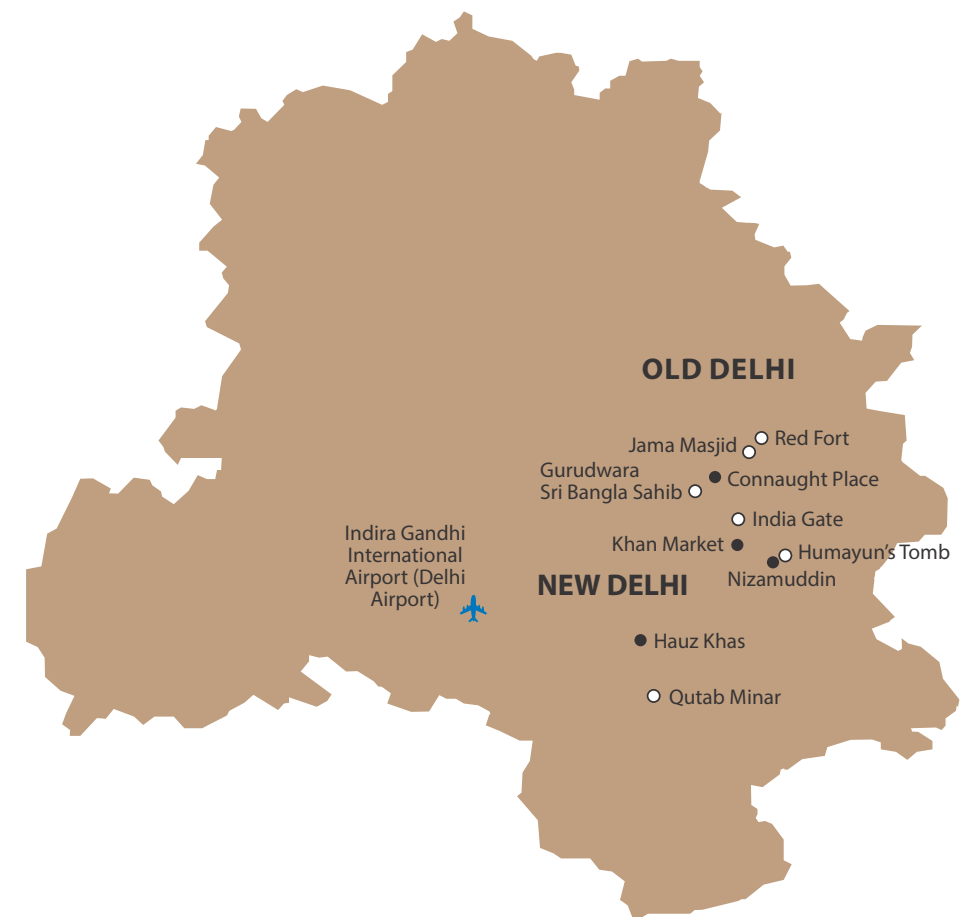 OLD DELHI
Red Fort
Jama Masjid
Gurudwara
Sri Bangla Sahib
Connaught Place
India Gate
Indira Gandhi
International
Airport (Delhi
Airport)
Khan Market
Humayun's Tomb
Nizamuddin
NEW DELHI
Hauz Khas
Qutab Minar